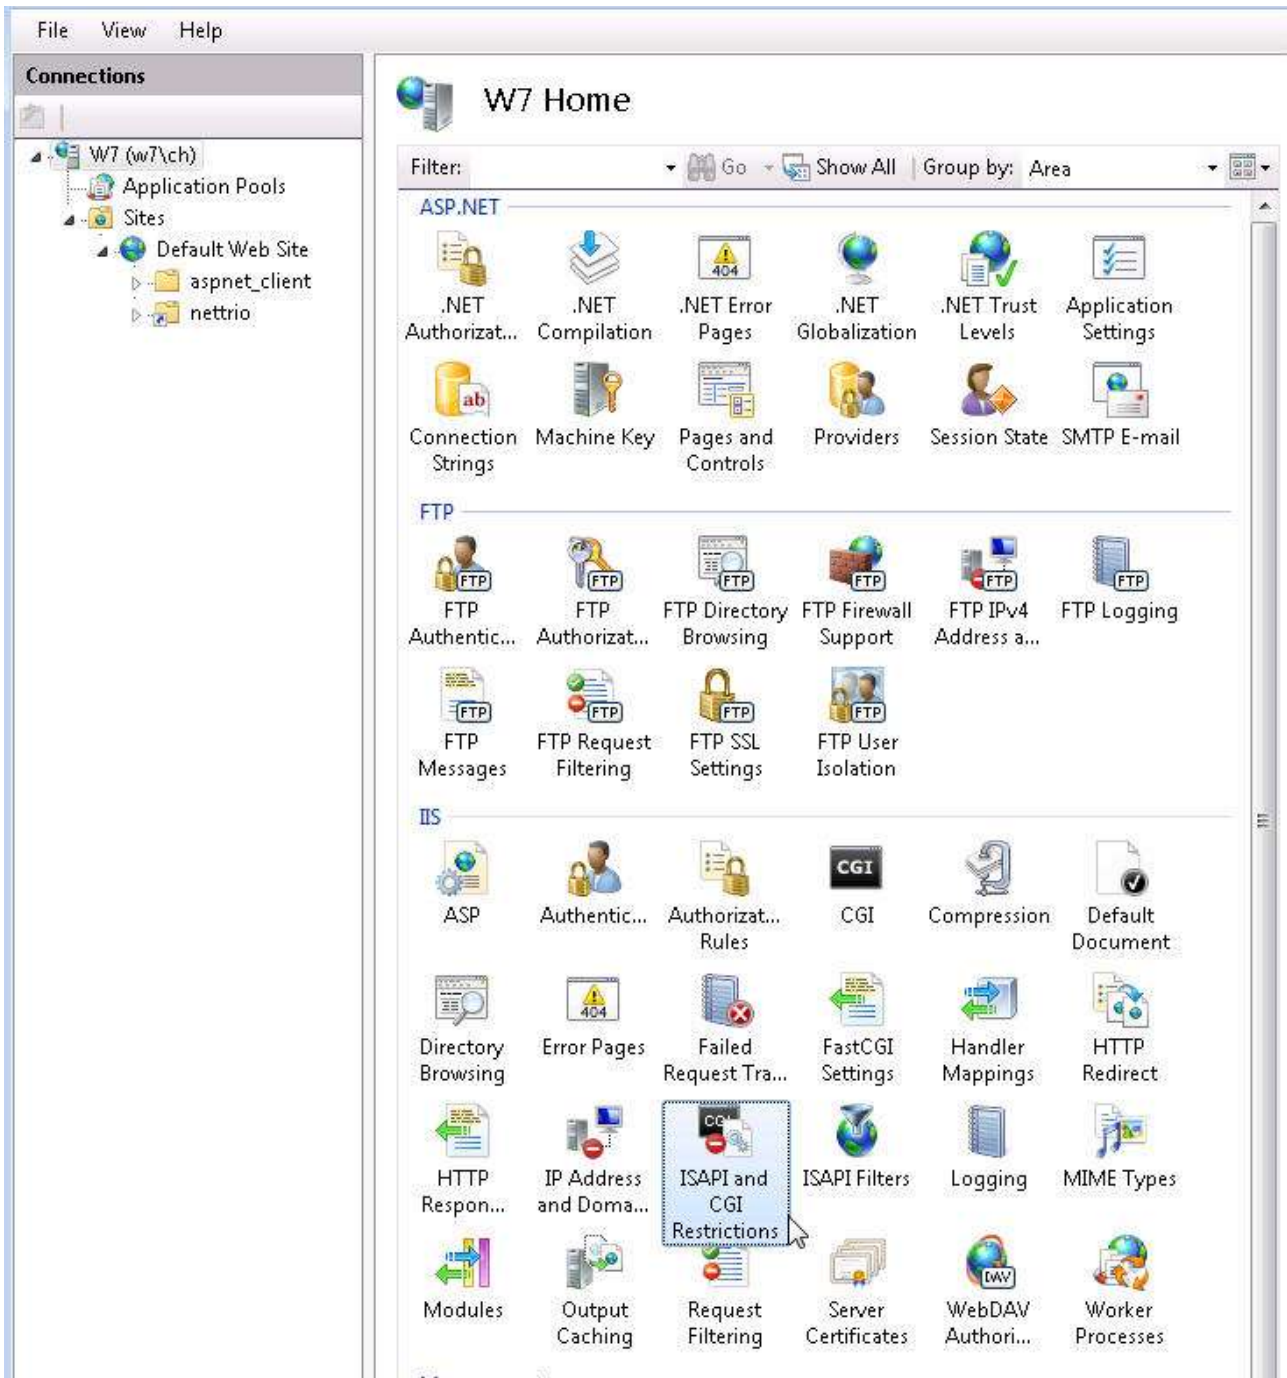 File View Help
Connections
W7 (w7\ch)
Application Pools
Sites
Default Web Site
aspnet_client
nettrio
W7 Home
Filter: Go Show All Group by: Area
ASP.NET
404
.NET .NET .NET Error .NET .NET Trust Application
Authorizat... Compilation Pages Globalization Levels Settings
ab
Connection Machine Key Pages and Providers Session State SMTP E-mail
Strings Controls
FTP
FTP FTP FTP FTP FTP FTP
FTP FTP FTP Directory FTP Firewall FTP IPv4 FTP Logging
Authentic... Authorizat... Browsing Support Address a...
FTP FTP FTP FTP
FTP FTP Request FTP SSL FTP User
Messages Filtering Settings Isolation
IIS
CGI
ASP Authentic... Authorizat... CGI Compression Default
Rules Document
404
Directory Error Pages Failed FastCGI Handler HTTP
Browsing Request Tra... Settings Mappings Redirect
HTTP IP Address ISAPI and ISAPI Filters Logging MIME Types
Respon... and Doma... CGI
Restrictions
DAV
Modules Output Request Server WebDAV Worker
Caching Filtering Certificates Authori... Processes